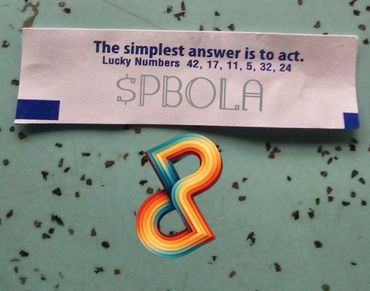 The simplest answer is to act.
Lucky Numbers 42, 17, 11, 5, 32, 24
$PBOLA